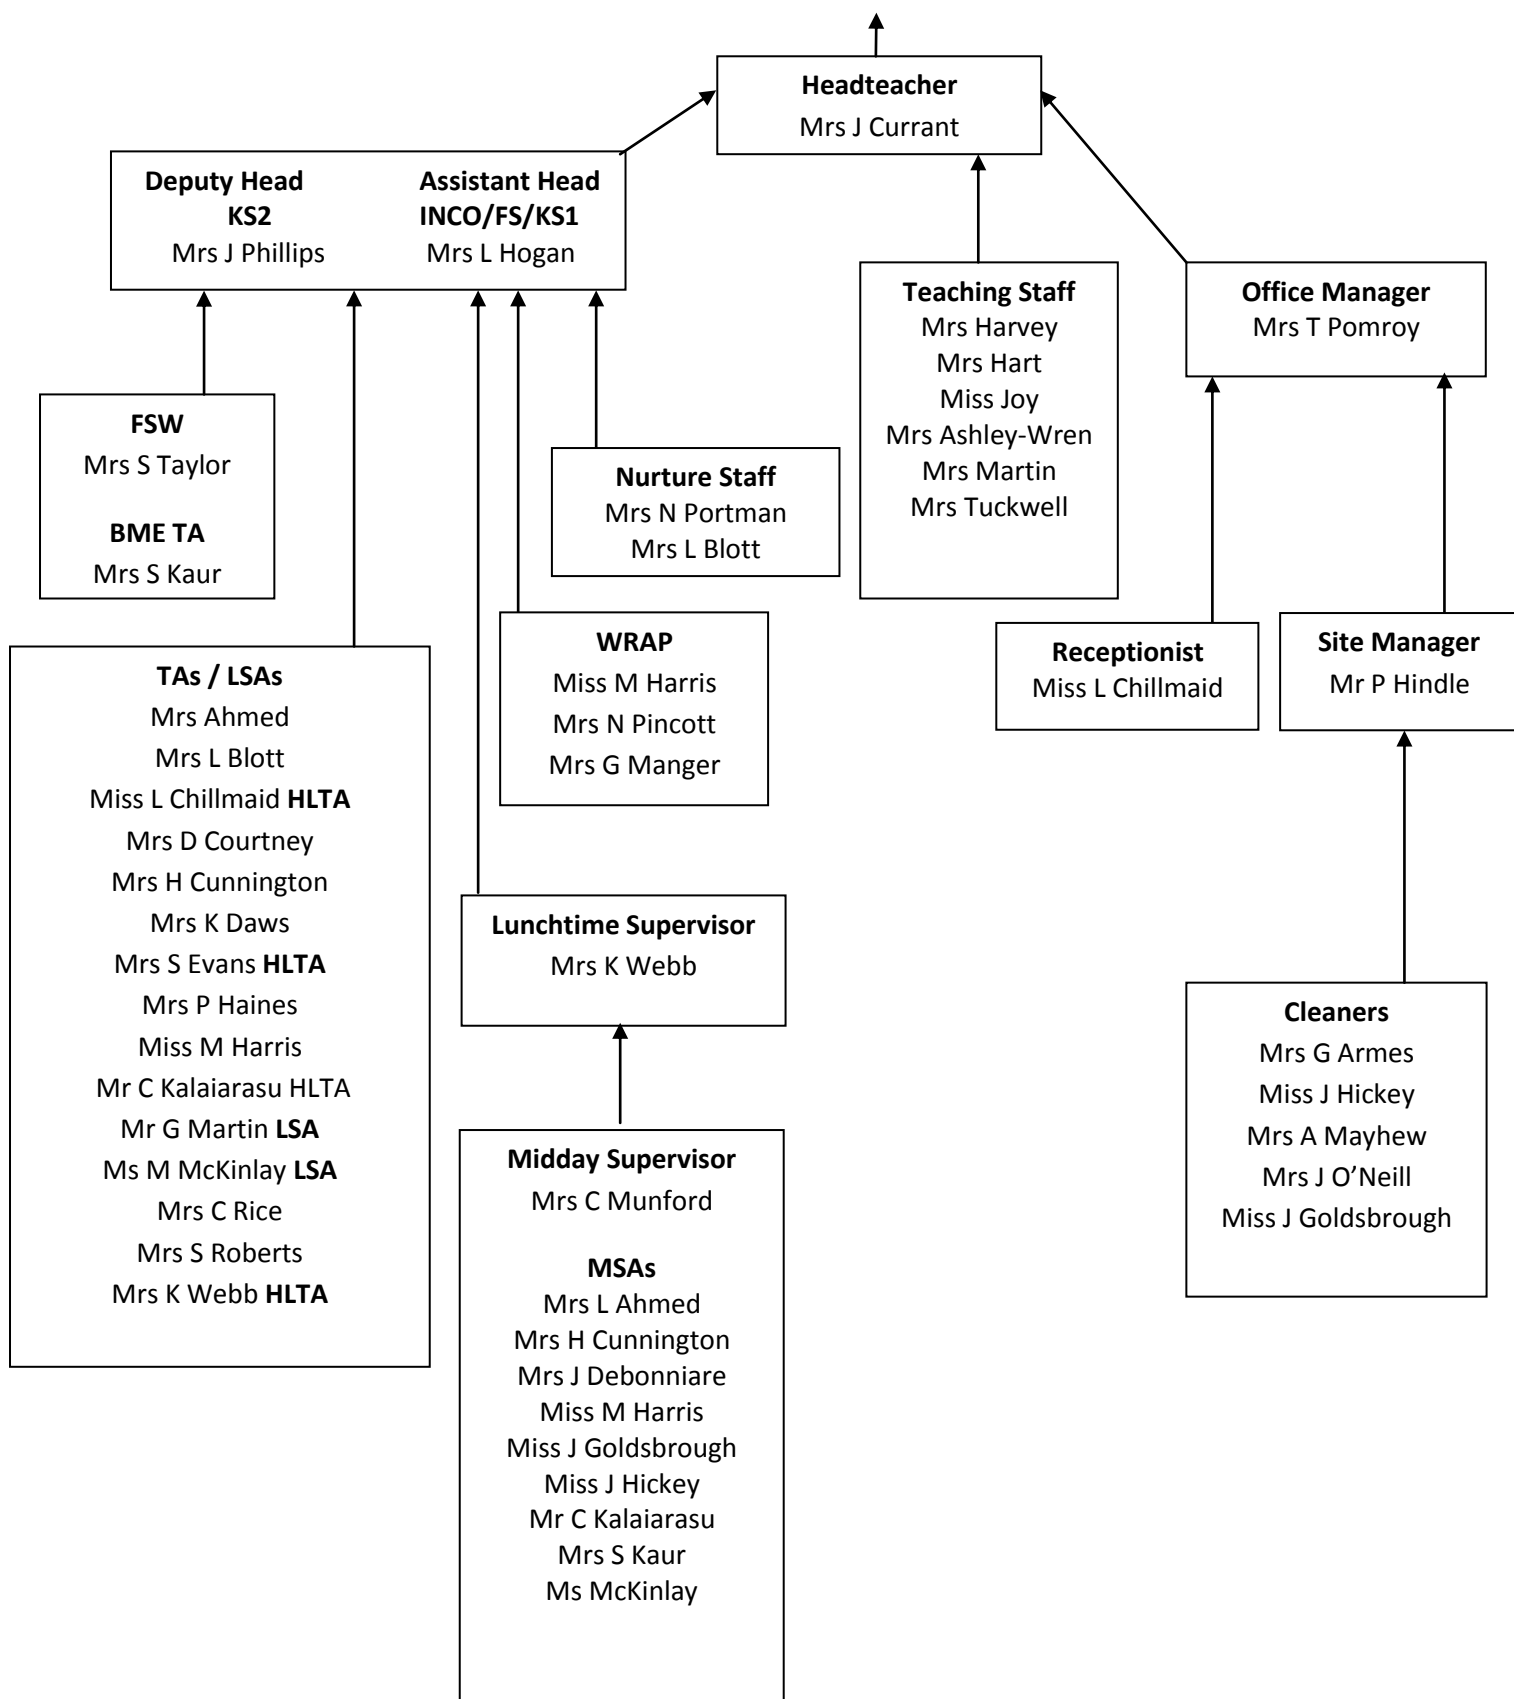 Headteacher
Mrs J Currant
Deputy Head
KS2
Mrs J Phillips
Assistant Head
INCO/FS/KS1
Mrs L Hogan
Teaching Staff
Mrs Harvey
Mrs Hart
Miss Joy
Mrs Ashley-Wren
Mrs Martin
Mrs Tuckwell
Office Manager
Mrs T Pomroy
FSW
Mrs S Taylor
BME TA
Mrs S Kaur
Nurture Staff
Mrs N Portman
Mrs L Blott
WRAP
Miss M Harris
Mrs N Pincott
Mrs G Manger
Receptionist
Miss L Chillmaid
Site Manager
Mr P Hindle
TAs / LSAs
Mrs Ahmed
Mrs L Blott
Miss L Chillmaid HLTA
Mrs D Courtney
Mrs H Cunnington
Mrs K Daws
Mrs S Evans HLTA
Mrs P Haines
Miss M Harris
Mr C Kalaiarasu HLTA
Mr G Martin LSA
Ms M McKinlay LSA
Mrs C Rice
Mrs S Roberts
Mrs K Webb HLTA
Lunchtime Supervisor
Mrs K Webb
Midday Supervisor
Mrs C Munford
MSAs
Mrs L Ahmed
Mrs H Cunnington
Mrs J Debonniare
Miss M Harris
Miss J Goldsbrough
Miss J Hickey
Mr C Kalaiarasu
Mrs S Kaur
Ms McKinlay
Cleaners
Mrs G Armes
Miss J Hickey
Mrs A Mayhew
Mrs J O’Neill
Miss J Goldsbrough